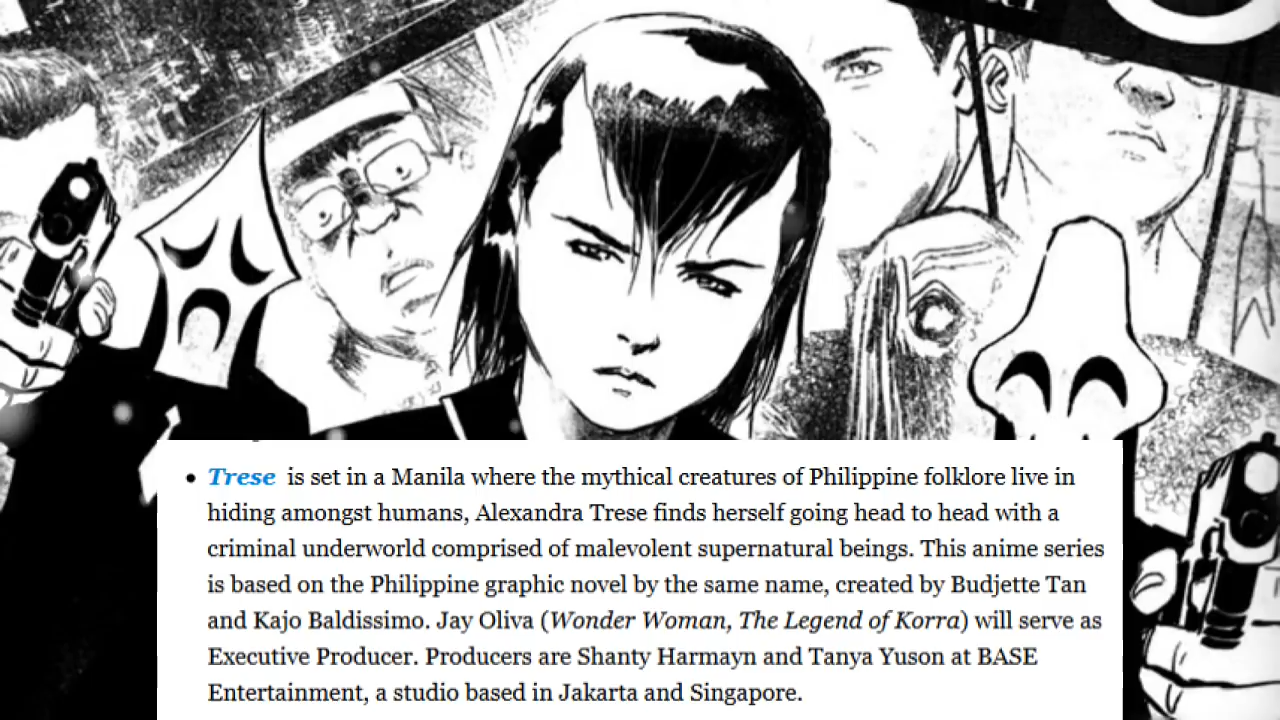 • Trese is set in a Manila where the mythical creatures of Philippine folklore live in
hiding amongst humans, Alexandra Trese finds herself going head to head with a
criminal underworld comprised of malevolent supernatural beings. This anime series
is based on the Philippine graphic novel by the same name, created by Budjette Tan
and Kajo Baldissimo. Jay Oliva (Wonder Woman, The Legend of Korra) will serve as
Executive Producer. Producers are Shanty Harmayn and Tanya Yuson at BASE
Entertainment, a studio based in Jakarta and Singapore.